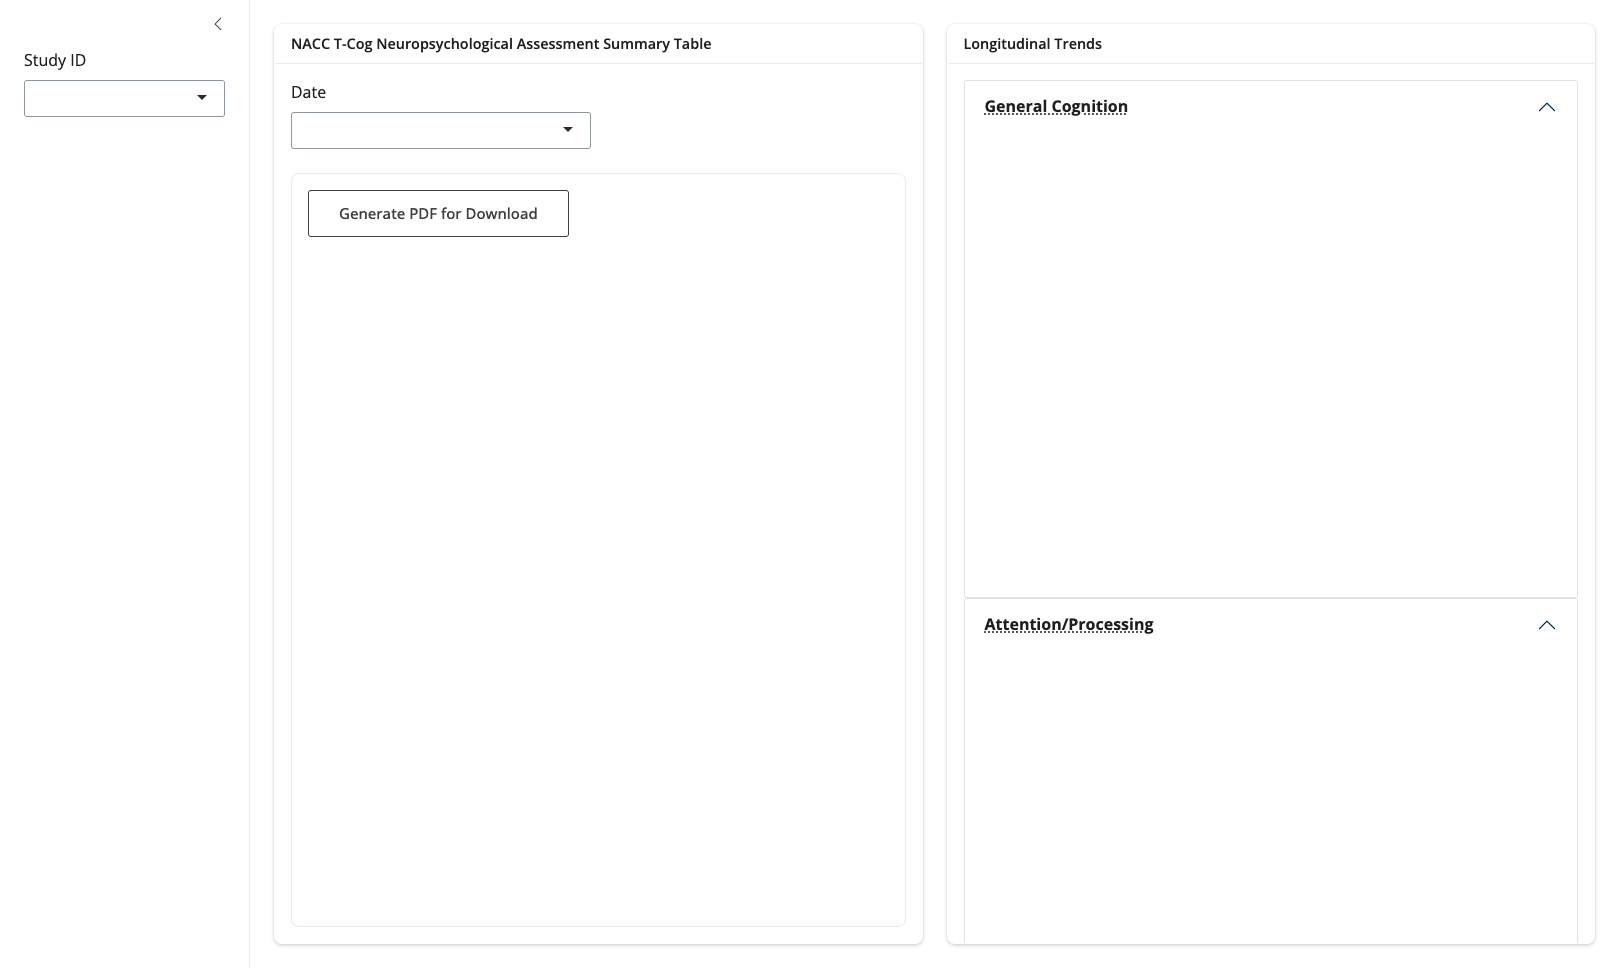 Study ID
NACC T-Cog Neuropsychological Assessment Summary Table
Date
Generate PDF for Download
Longitudinal Trends
General Cognition
Attention/Processing